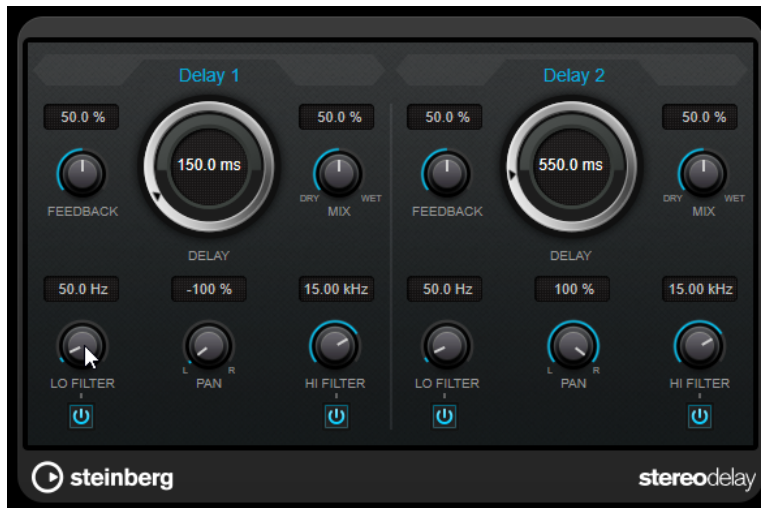 Delay 1 Delay 2
50.0 % 50.0 % 50.0 % 50.0 %
150.0 ms 550.0 ms
DRY WET DRY WET
FEEDBACK MIX FEEDBACK MIX
DELAY DELAY
50.0 Hz -100 % 15.00 kHz 50.0 Hz 100 % 15.00 kHz
L R L R
LO FILTER PAN HI FILTER LO FILTER PAN HI FILTER
steinberg stereodelay